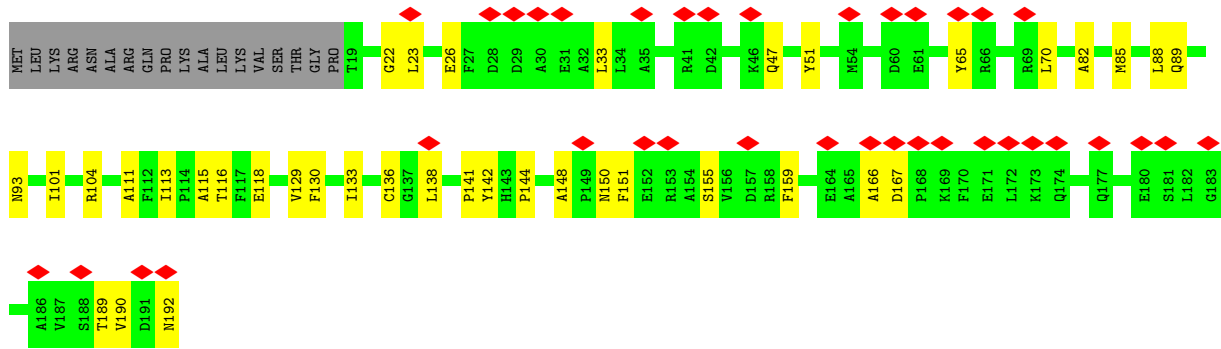 MET LEU LYS ARG ASN ALA ARG GLN PRO LYS ALA LEU LYS VAL SER THR GLY PRO T19 G22 L23 E26 F27 D28 D29 A30 E31 A32 L33 L34 A35 R41 D42 K46 Q47 Y51 M54 D60 E61 Y65 R66 R69 L70 A82 M85 L88 Q89
N93 I101 R104 A111 F112 I113 P114 A115 T116 F117 E118 V129 F130 I133 C136 G137 L138 P141 Y142 H143 P144 A148 P149 N150 F151 E152 R153 A154 S155 V156 D157 R158 F159 E164 A165 A166 D167 P168 K169 F170 E171 L172 K173 Q174 Q177 E180 S181 L182 G183
A186 V187 S188 T189 V190 D191 N192